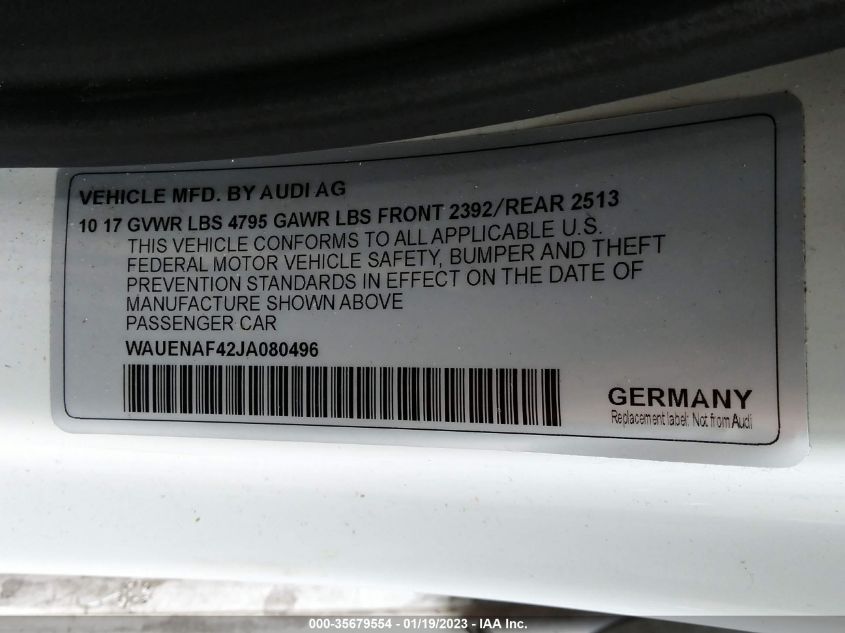 VEHICLE MFD. BY AUDI AG
10 17 GVWR LBS 4795 GAWR LBS FRONT 2392/REAR 2513
THIS VEHICLE CONFORMS TO ALL APPLICABLE U.S.
FEDERAL MOTOR VEHICLE SAFETY, BUMPER AND THEFT
PREVENTION STANDARDS IN EFFECT ON THE DATE OF
MANUFACTURE SHOWN ABOVE
PASSENGER CAR
WAUENAF42JA080496
GERMANY
Replacement label: Not from Audi
000-35679554 - 01/19/2023 - IAA Inc.